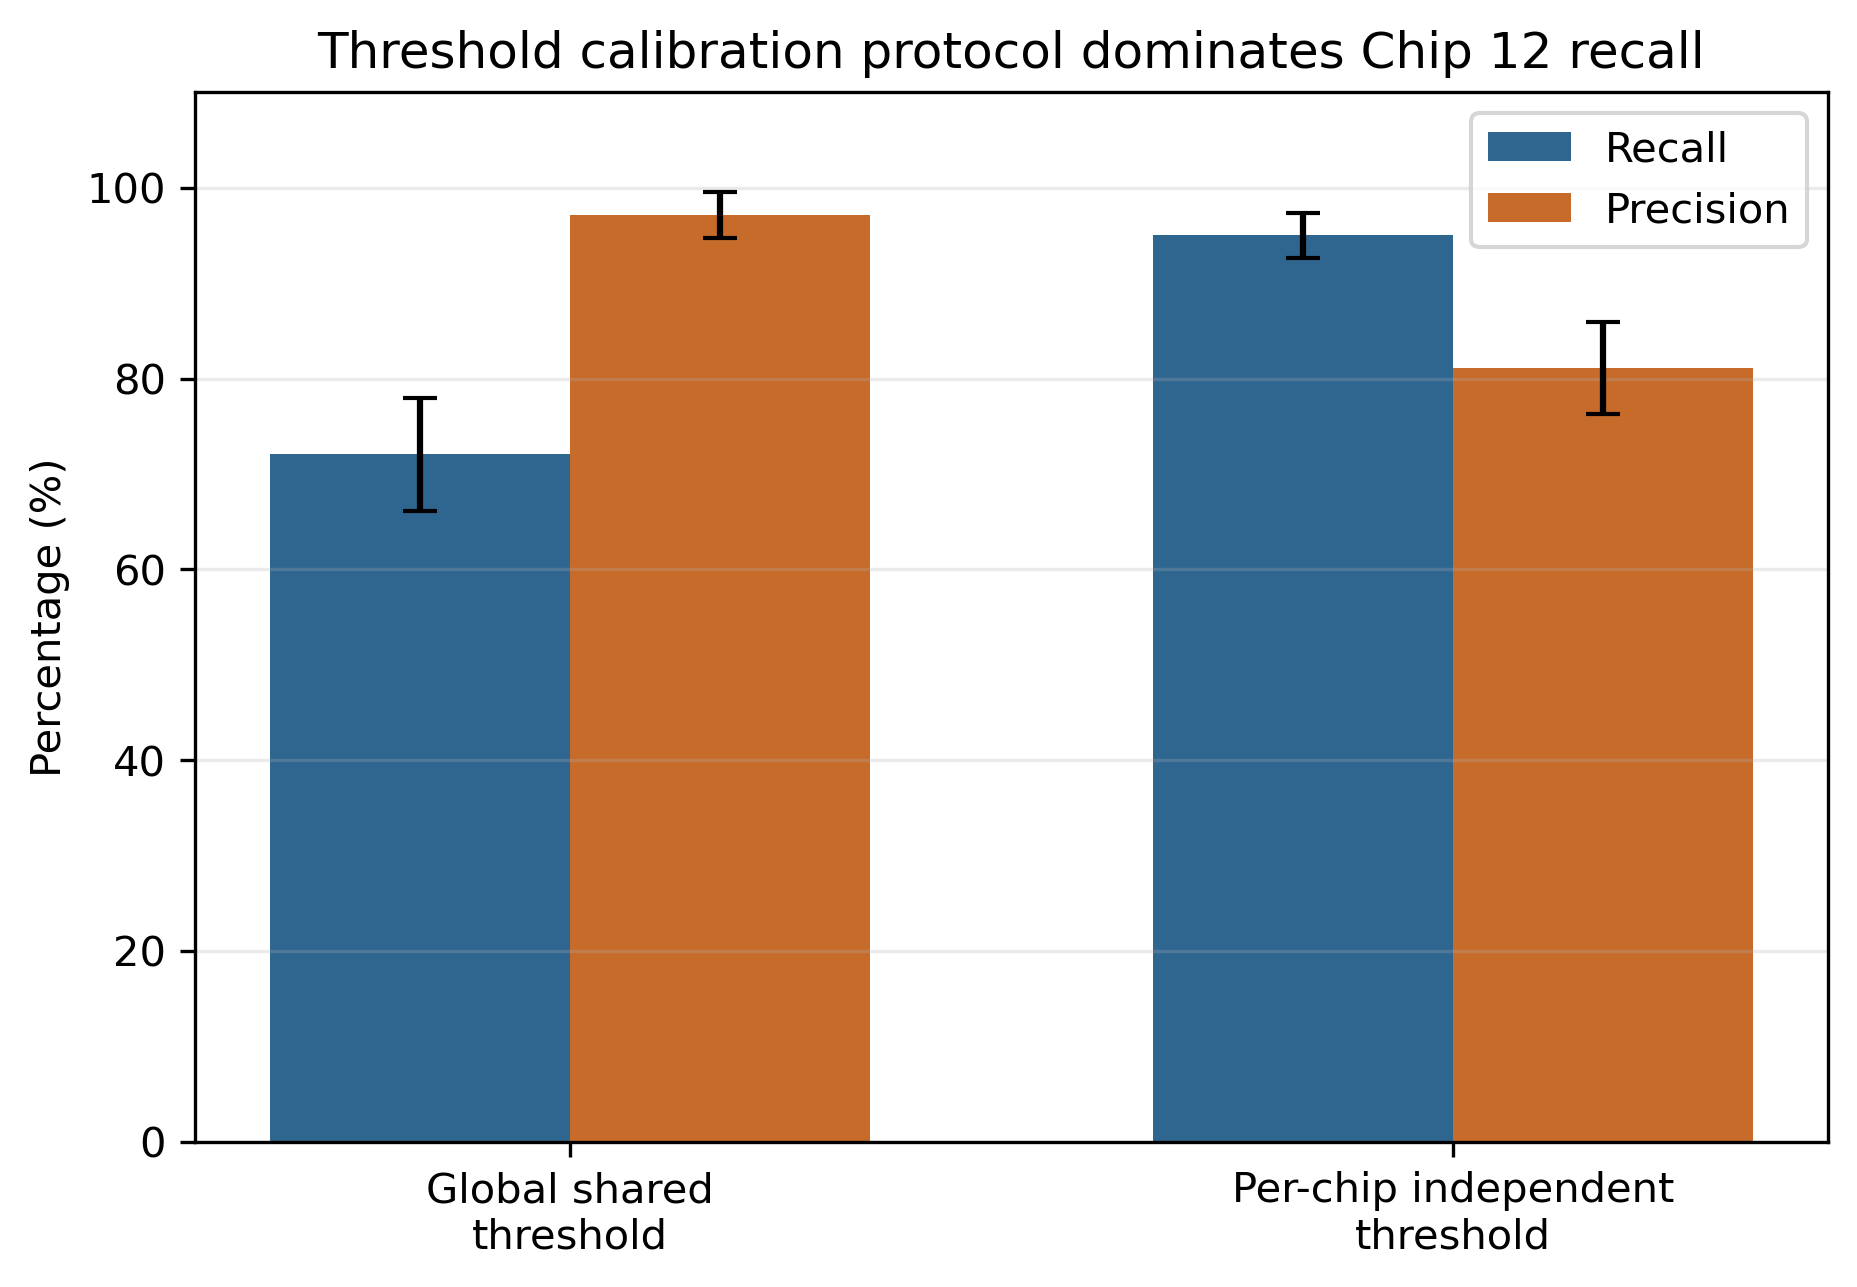 Threshold calibration protocol dominates Chip 12 recall
Recall
Precision
Percentage (%)
100
80
60
40
20
0
Global shared
threshold
Per-chip independent
threshold